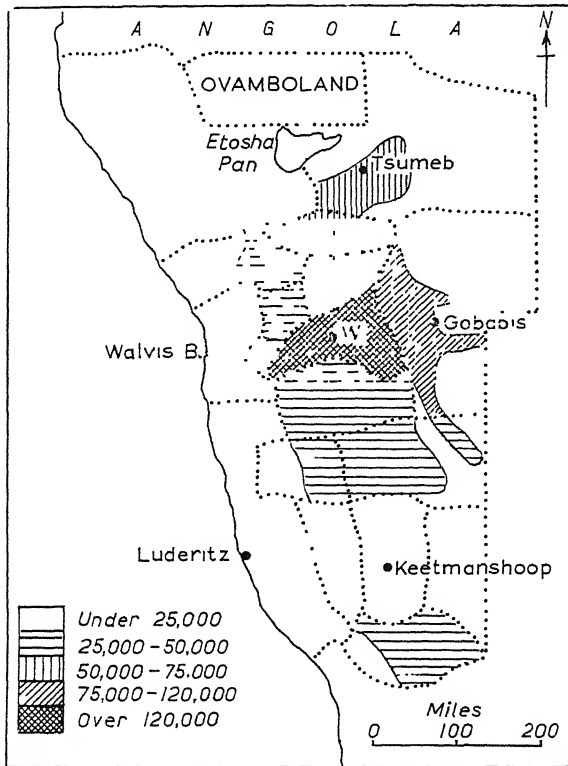 A N G O L A
N
OVAMBOLAND
Etosha
Pan
Tsumeb
W
Gobabis
Walvis B.
Luderitz
Keetmanshoop
Under 25,000
25,000–50,000
50,000–75.000
75,000–120,000
Over 120,000
Miles
0 100 200